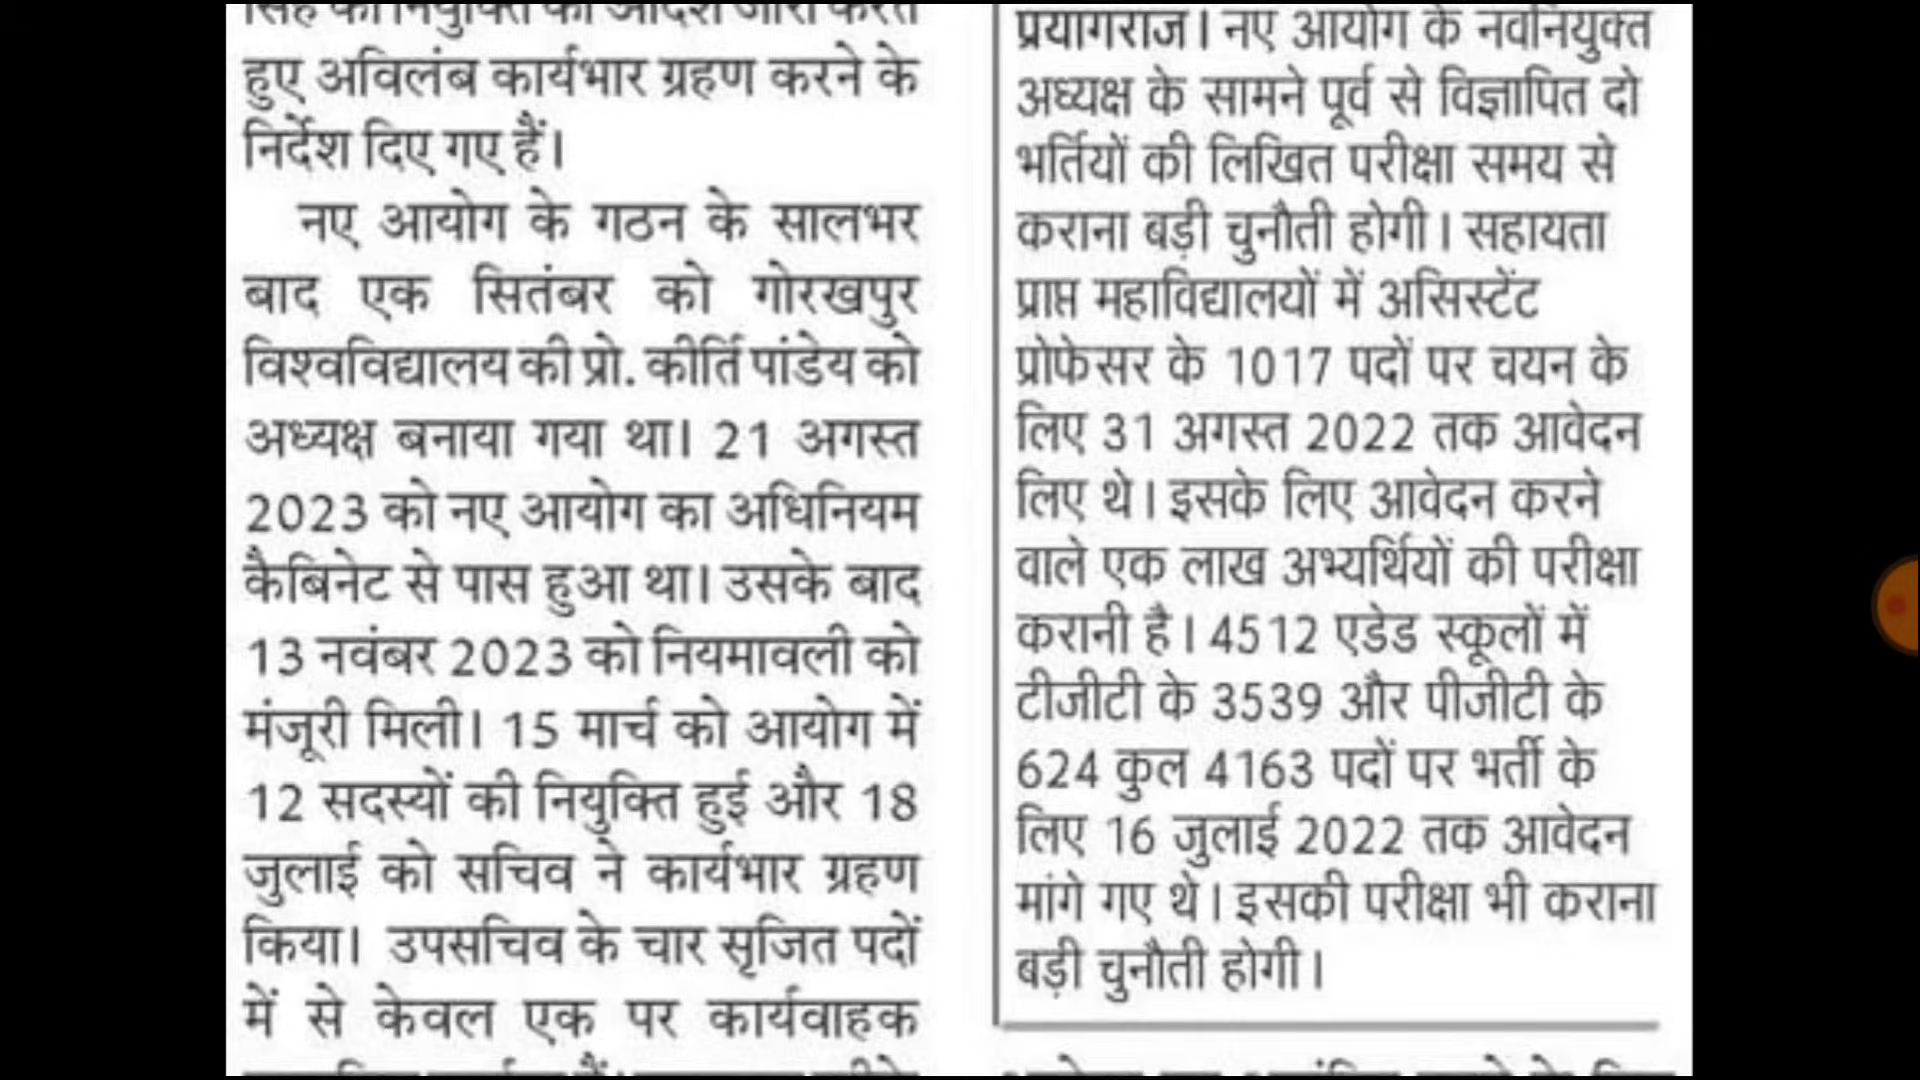 सिंह की नियुक्ति का आदेश जारी करते
हुए अविलंब कार्यभार ग्रहण करने के
निर्देश दिए गए हैं।
नए आयोग के गठन के सालभर
बाद एक सितंबर को गोरखपुर
विश्वविद्यालय की प्रो. कीर्ति पांडेय को
अध्यक्ष बनाया गया था। 21 अगस्त
2023 को नए आयोग का अधिनियम
कैबिनेट से पास हुआ था। उसके बाद
13 नवंबर 2023 को नियमावली को
मंजूरी मिली। 15 मार्च को आयोग में
12 सदस्यों की नियुक्ति हुई और 18
जुलाई को सचिव ने कार्यभार ग्रहण
किया। उपसचिव के चार सृजित पदों
में से केवल एक पर कार्यवाहक
प्रयागराज। नए आयोग के नवनियुक्त
अध्यक्ष के सामने पूर्व से विज्ञापित दो
भर्तियों की लिखित परीक्षा समय से
कराना बड़ी चुनौती होगी। सहायता
प्राप्त महाविद्यालयों में असिस्टेंट
प्रोफेसर के 1017 पदों पर चयन के
लिए 31 अगस्त 2022 तक आवेदन
लिए थे। इसके लिए आवेदन करने
वाले एक लाख अभ्यर्थियों की परीक्षा
करानी है। 4512 एडेड स्कूलों में
टीजीटी के 3539 और पीजीटी के
624 कुल 4163 पदों पर भर्ती के
लिए 16 जुलाई 2022 तक आवेदन
मांगे गए थे। इसकी परीक्षा भी कराना
बड़ी चुनौती होगी।